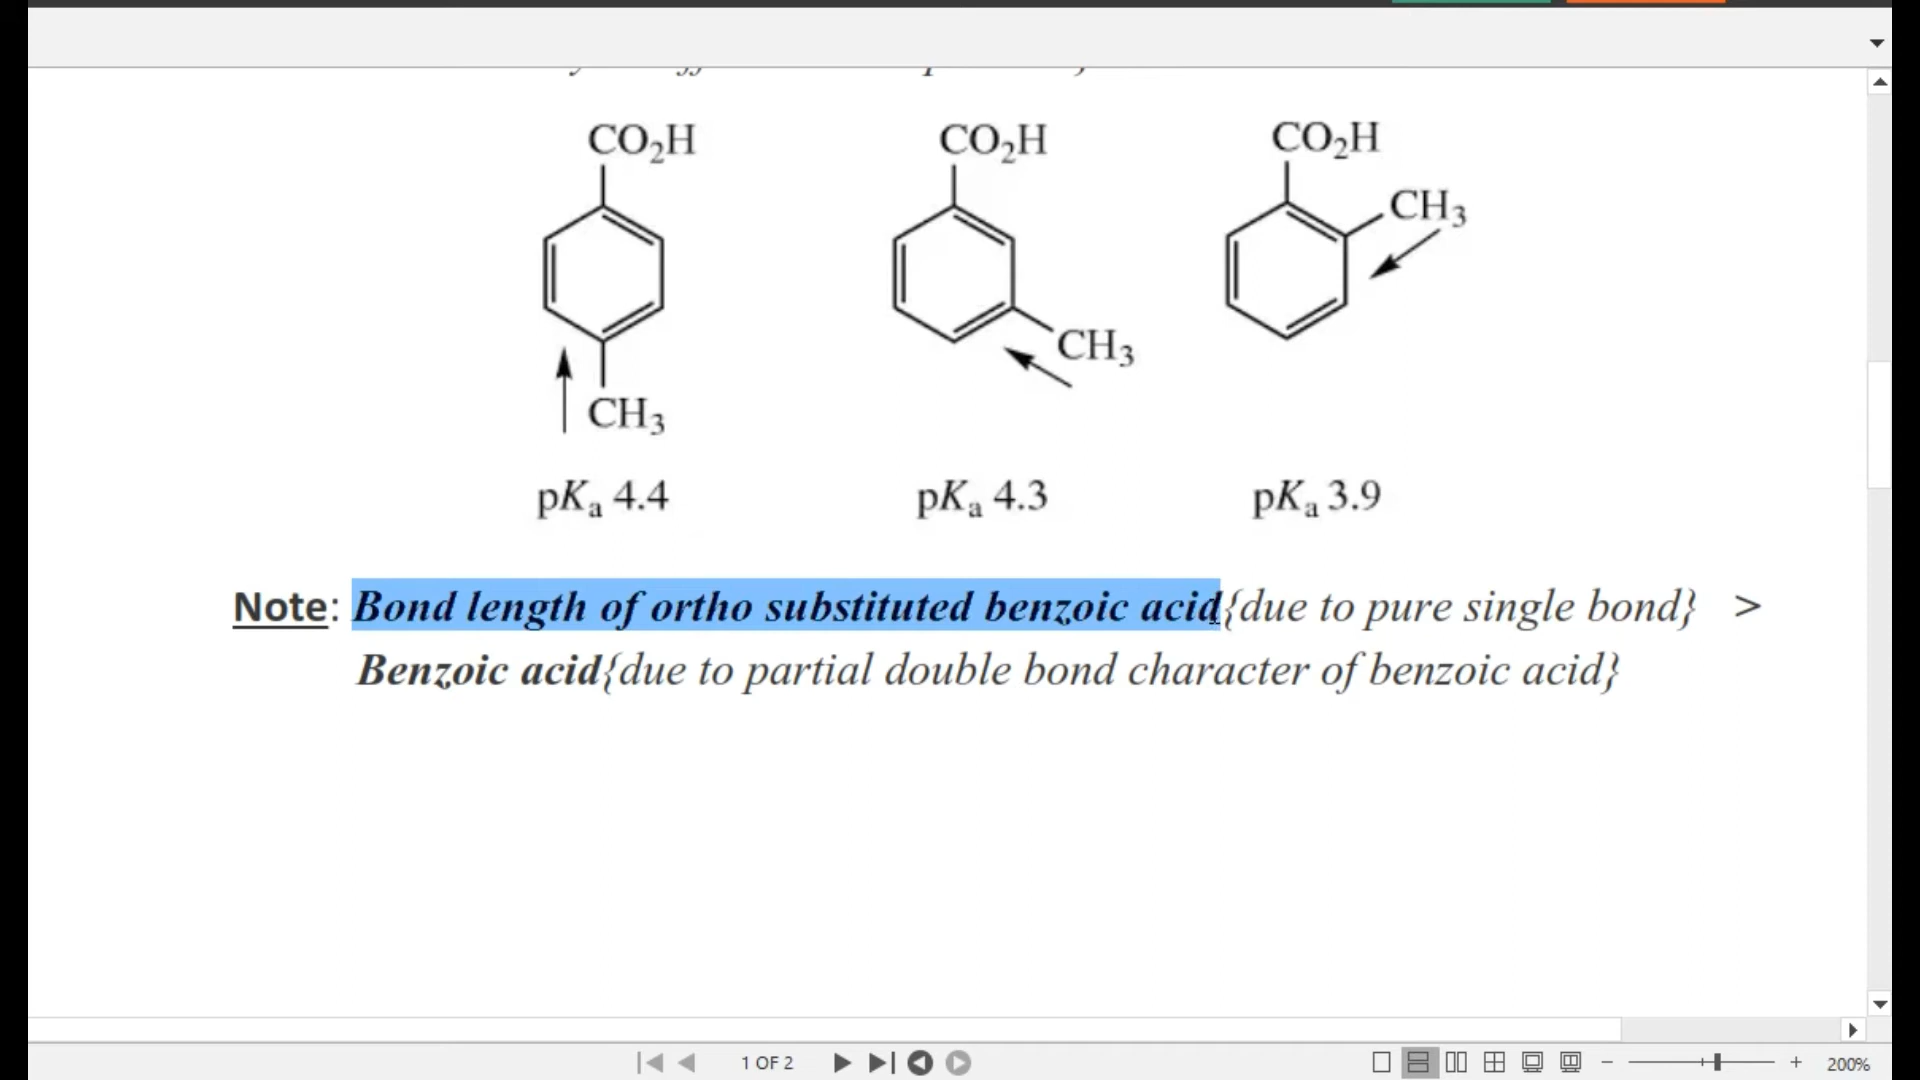 CO₂H CO₂H CO₂H
CH₃
CH₃
CH₃
pKₐ 4.4 pKₐ 4.3 pKₐ 3.9
Note: Bond length of ortho substituted benzoic acid{due to pure single bond} >
Benzoic acid{due to partial double bond character of benzoic acid}
1 OF 2 200%